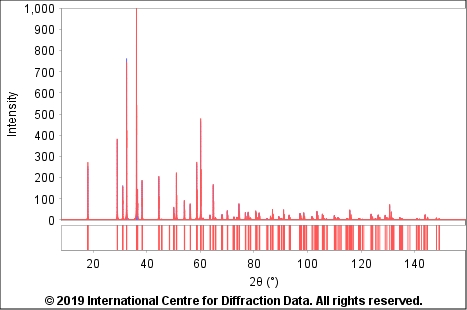 1,000
900
800
700
600
500
400
300
200
100
0
Intensity
20 40 60 80 100 120 140
2θ (°)
© 2019 International Centre for Diffraction Data. All rights reserved.